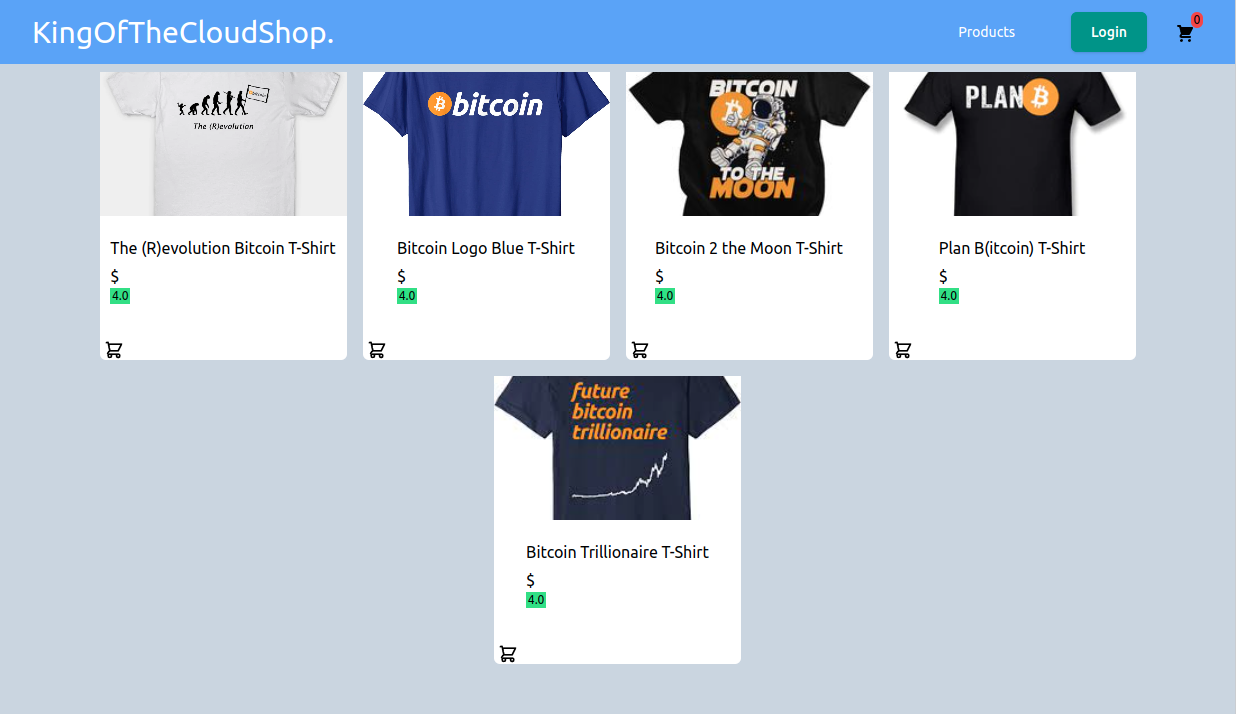 KingOfTheCloudShop.
Products
Login
0
The (R)evolution
bitcoin
BITCOIN
TO THE
MOON
PLAN
The (R)evolution Bitcoin T-Shirt
$
4.0
Bitcoin Logo Blue T-Shirt
$
4.0
Bitcoin 2 the Moon T-Shirt
$
4.0
Plan B(itcoin) T-Shirt
$
4.0
future
bitcoin
trillionaire
Bitcoin Trillionaire T-Shirt
$
4.0